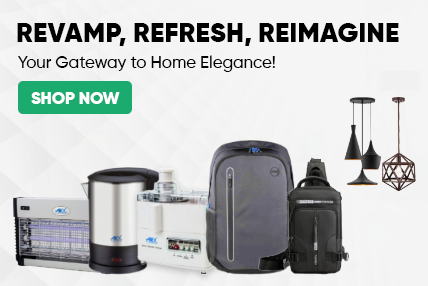 REVAMP, REFRESH, REIMAGINE
Your Gateway to Home Elegance!
SHOP NOW